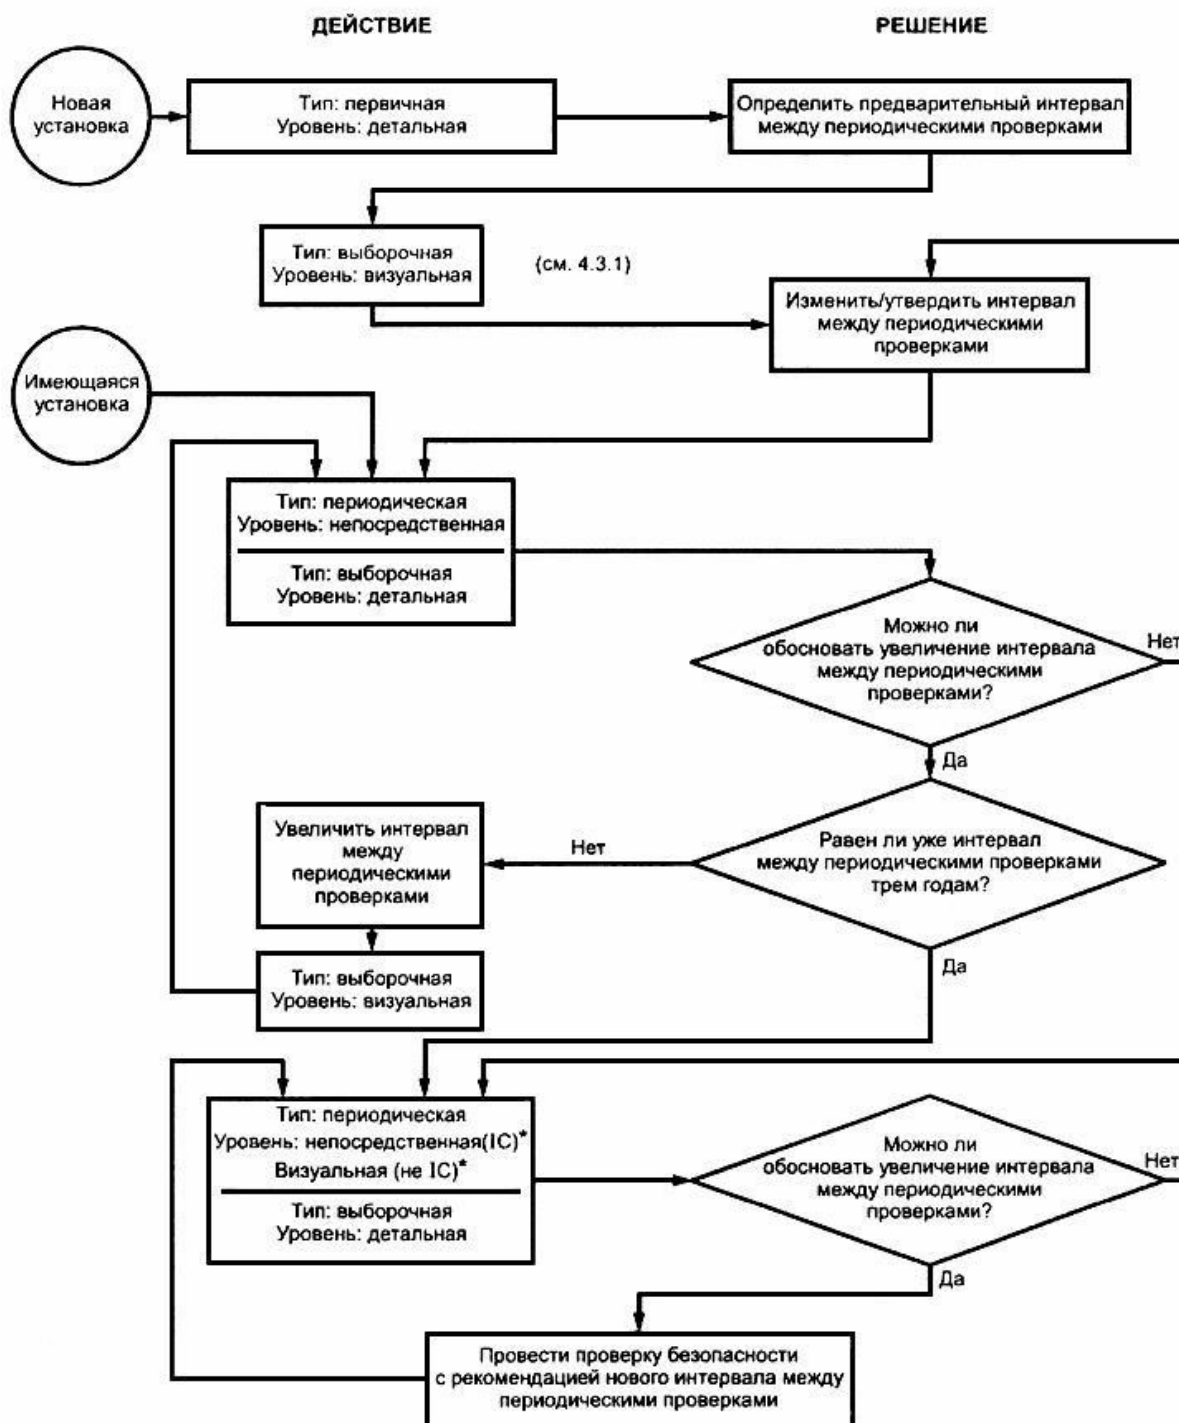 ДЕЙСТВИЕ
РЕШЕНИЕ
Новая
установка
Тип: первичная
Уровень: детальная
Определить предварительный интервал
между периодическими проверками
Тип: выборочная
Уровень: визуальная
(см. 4.3.1)
Изменить/утвердить интервал
между периодическими
проверками
Имеющаяся
установка
Тип: периодическая
Уровень: непосредственная
Тип: выборочная
Уровень: детальная
Можно ли
обосновать увеличение интервала
между периодическими
проверками?
Нет
Да
Увеличить интервал
между
периодическими
проверками
Нет
Равен ли уже интервал
между периодическими проверками
трем годам?
Да
Тип: выборочная
Уровень: визуальная
Тип: периодическая
Уровень: непосредственная(IC)*
Визуальная (не IC)*
Тип: выборочная
Уровень: детальная
Можно ли
обосновать увеличение интервала
между периодическими
проверками?
Нет
Да
Провести проверку безопасности
с рекомендацией нового интервала между
периодическими проверками